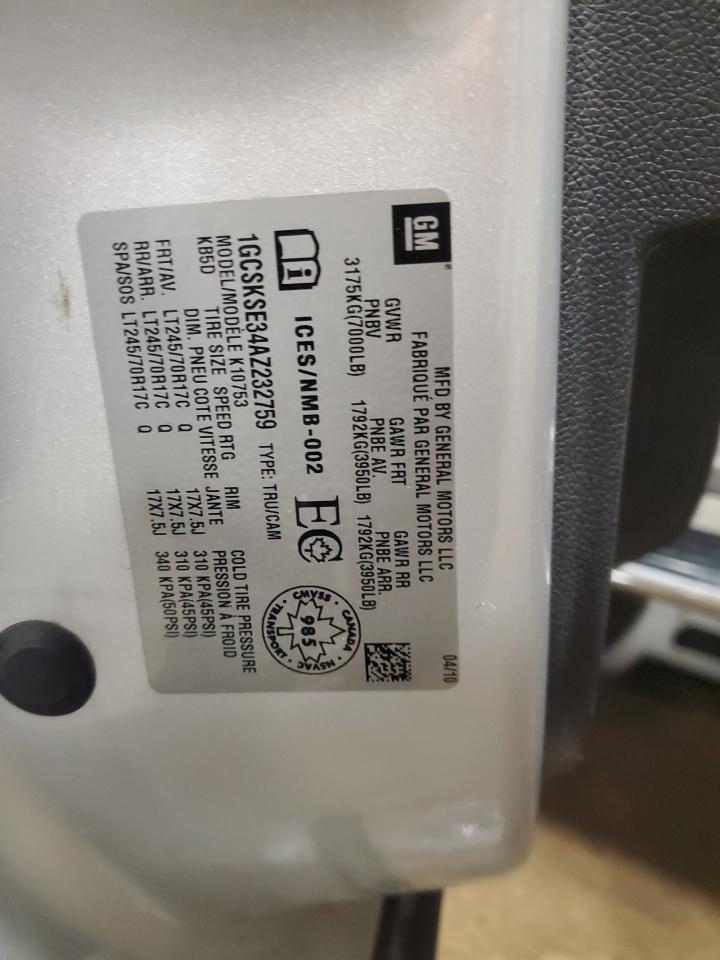 GM
MFD BY GENERAL MOTORS LLC
04/10
FABRIQUÉ PAR GENERAL MOTORS LLC
GVWR GAWR FRT GAWR RR
PNBV PNBE AV. PNBE ARR.
3175KG(7000LB) 1792KG(3950LB) 1792KG(3950LB)
ICES/NMB-002 EC
CMVSS · CANADA · NSVAC · TRANSPORT ·
985
1GCSKSE34AZ232759 TYPE: TRU/CAM
MODEL/MODÈLE K10753
KB5D TIRE SIZE SPEED RTG RIM COLD TIRE PRESSURE
DIM. PNEU COTE VITESSE JANTE PRESSION À FROID
FRT/AV. LT245/70R17C Q 17X7.5J 310 KPA(45PSI)
RR/ARR. LT245/70R17C Q 17X7.5J 310 KPA(45PSI)
SPA/SOS LT245/70R17C Q 17X7.5J 340 KPA(50PSI)